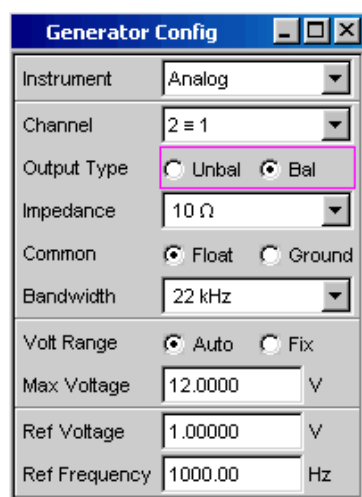 Generator Config
Instrument Analog
Channel 2 ≡ 1
Output Type Unbal Bal
Impedance 10 Ω
Common Float Ground
Bandwidth 22 kHz
Volt Range Auto Fix
Max Voltage 12.0000 V
Ref Voltage 1.00000 V
Ref Frequency 1000.00 Hz